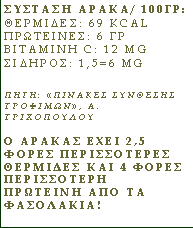 ΣΥΣΤΑΣΗ ΑΡΑΚΑ/ 100ΓΡ:
ΘΕΡΜΙΔΕΣ: 69 KCAL
ΠΡΩΤΕΙΝΕΣ: 6 ΓΡ
ΒΙΤΑΜΙΝΗ C: 12 MG
ΣΙΔΗΡΟΣ: 1,5=6 MG
ΠΗΓΗ: «ΠΙΝΑΚΕΣ ΣΥΝΘΕΣΗΣ
ΤΡΟΦΙΜΩΝ», Α.
ΤΡΙΧΟΠΟΥΛΟΥ
Ο ΑΡΑΚΑΣ ΕΧΕΙ 2,5
ΦΟΡΕΣ ΠΕΡΙΣΣΟΤΕΡΕΣ
ΘΕΡΜΙΔΕΣ ΚΑΙ 4 ΦΟΡΕΣ
ΠΕΡΙΣΣΟΤΕΡΗ
ΠΡΩΤΕΙΝΗ ΑΠΟ ΤΑ
ΦΑΣΟΛΑΚΙΑ!